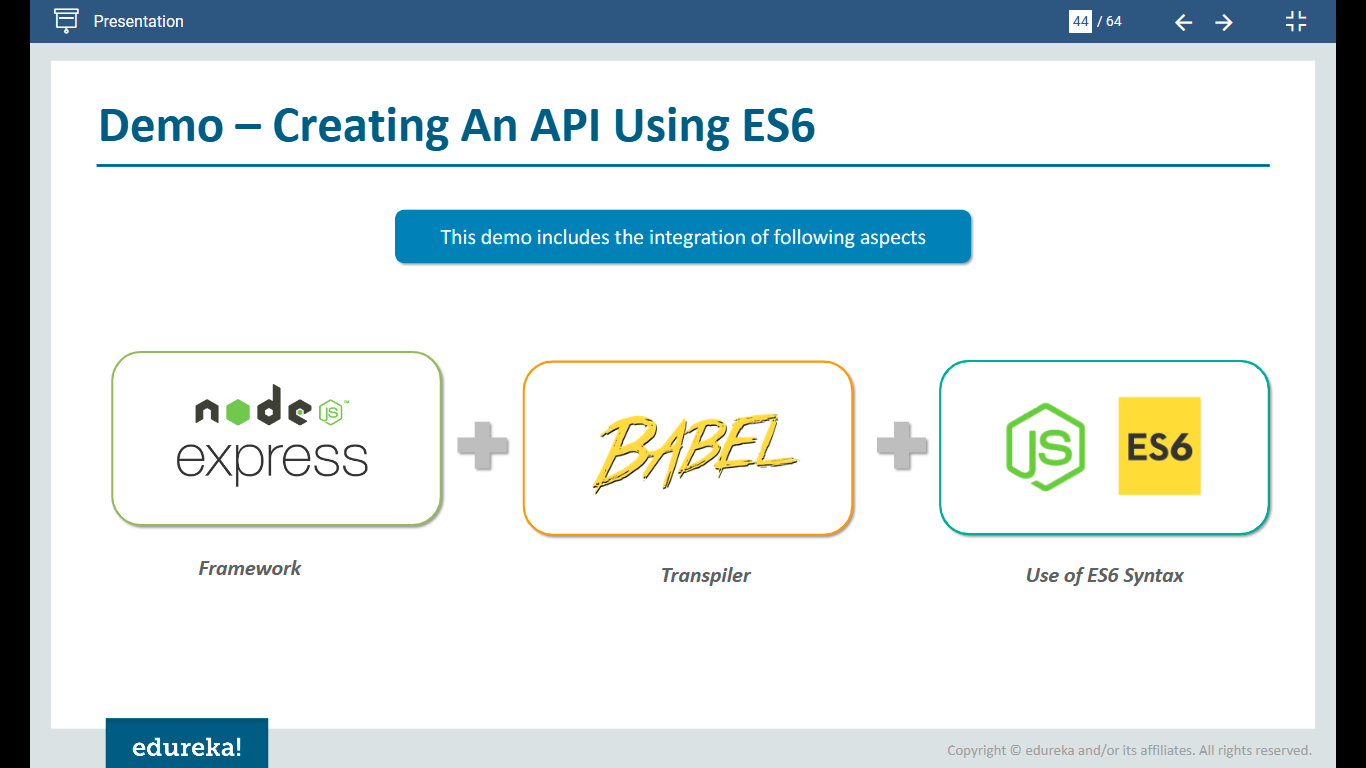 Presentation
44 / 64
Demo – Creating An API Using ES6
This demo includes the integration of following aspects
node JS ™
express
BABEL
JS
ES6
Framework
Transpiler
Use of ES6 Syntax
edureka!
Copyright © edureka and/or its affiliates. All rights reserved.